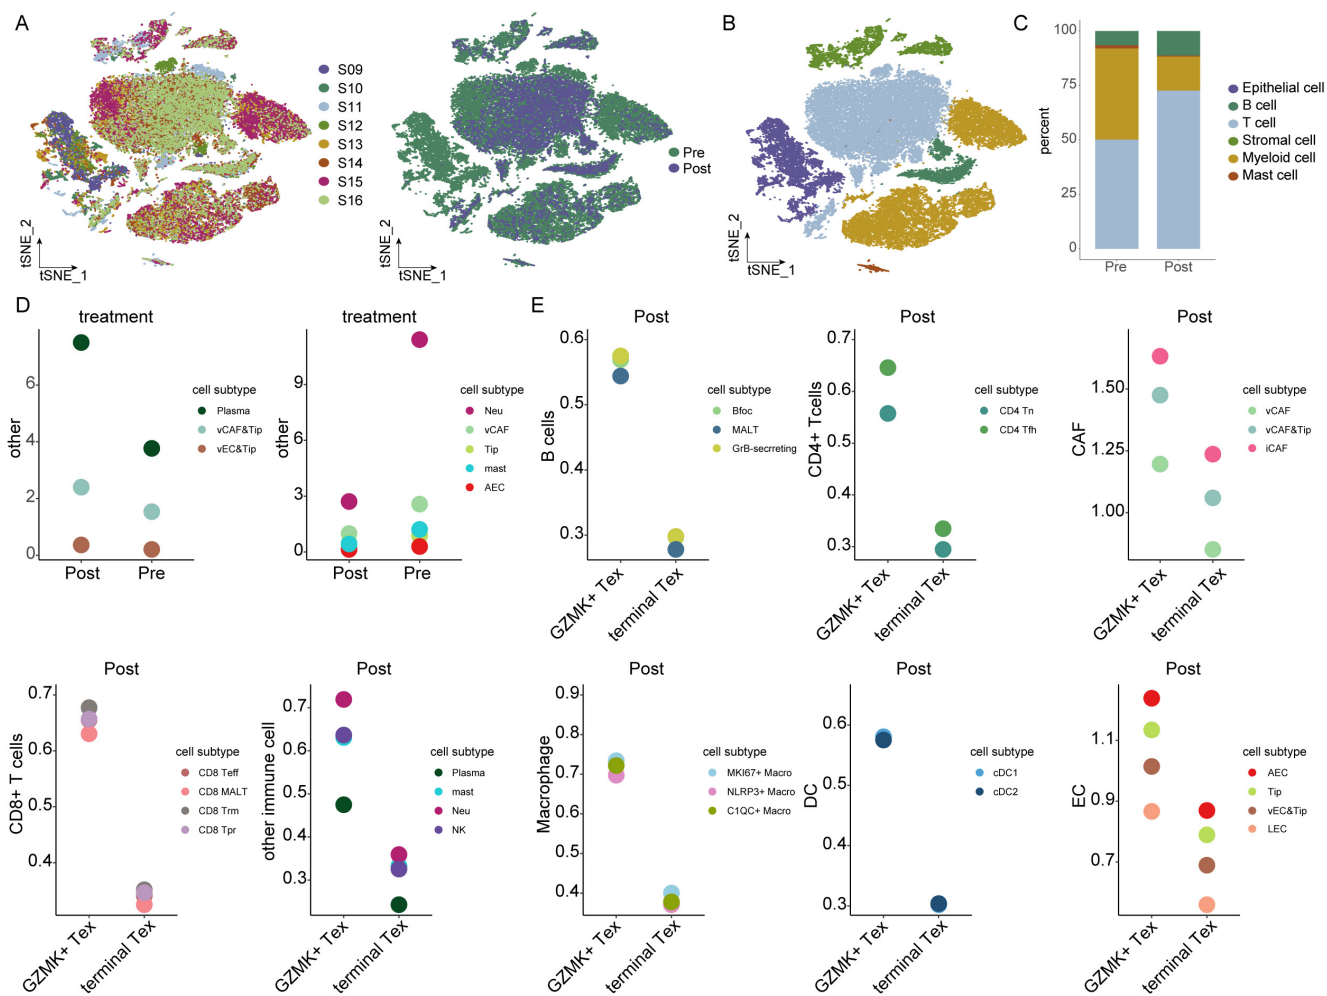 A
B
C
S09
S10
S11
S12
S13
S14
S15
S16
tSNE_2
tSNE_1
Pre
Post
tSNE_2
tSNE_1
tSNE_2
tSNE_1
percent
100
75
50
25
0
Pre
Post
Epithelial cell
B cell
T cell
Stromal cell
Myeloid cell
Mast cell
D
treatment
other
6
4
2
0
Post
Pre
cell subtype
Plasma
vCAF&Tip
vEC&Tip
treatment
other
9
6
3
0
Post
Pre
cell subtype
Neu
vCAF
Tip
mast
AEC
E
Post
B cells
0.6
0.5
0.4
0.3
GZMK+ Tex
terminal Tex
cell subtype
Bfoc
MALT
GrB-secrreting
Post
CD4+ Tcells
0.7
0.6
0.5
0.4
0.3
GZMK+ Tex
terminal Tex
cell subtype
CD4 Tn
CD4 Tfh
Post
CAF
1.50
1.25
1.00
GZMK+ Tex
terminal Tex
cell subtype
vCAF
vCAF&Tip
iCAF
Post
CD8+ T cells
0.7
0.6
0.5
0.4
GZMK+ Tex
terminal Tex
cell subtype
CD8 Teff
CD8 MALT
CD8 Trm
CD8 Tpr
Post
other immune cell
0.7
0.6
0.5
0.4
0.3
GZMK+ Tex
terminal Tex
cell subtype
Plasma
mast
Neu
NK
Post
Macrophage
0.9
0.8
0.7
0.6
0.5
0.4
GZMK+ Tex
terminal Tex
cell subtype
MKI67+ Macro
NLRP3+ Macro
C1QC+ Macro
Post
DC
0.6
0.5
0.4
0.3
GZMK+ Tex
terminal Tex
cell subtype
cDC1
cDC2
Post
EC
1.1
0.9
0.7
GZMK+ Tex
terminal Tex
cell subtype
AEC
Tip
vEC&Tip
LEC